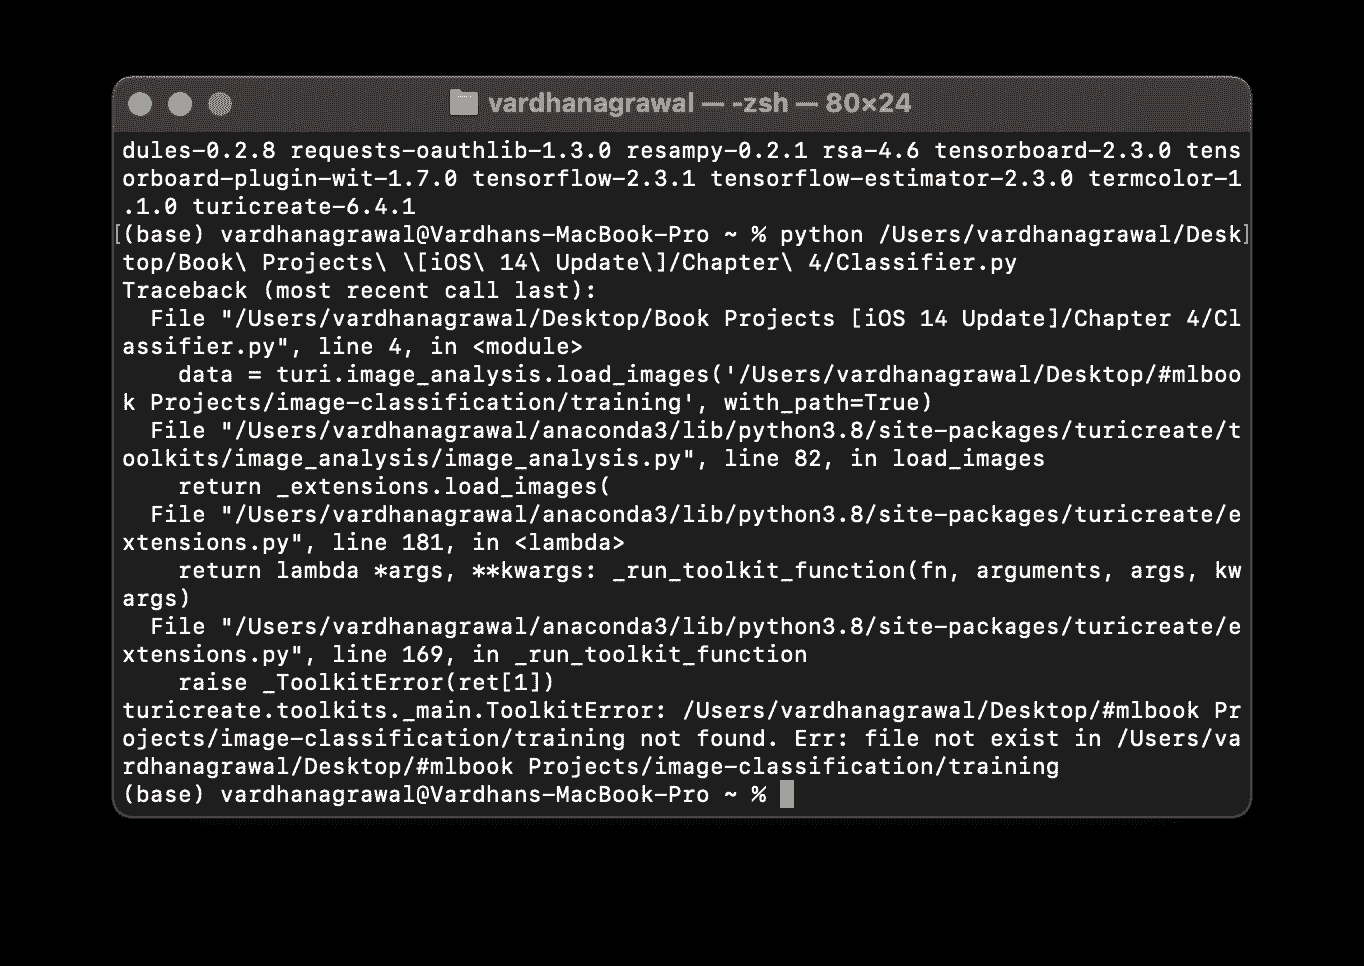 vardhanagrawal — -zsh — 80×24
dules-0.2.8 requests-oauthlib-1.3.0 resampy-0.2.1 rsa-4.6 tensorboard-2.3.0 tens
orboard-plugin-wit-1.7.0 tensorflow-2.3.1 tensorflow-estimator-2.3.0 termcolor-1
.1.0 turicreate-6.4.1
[(base) vardhanagrawal@Vardhans-MacBook-Pro ~ % python /Users/vardhanagrawal/Desk]
top/Book\ Projects\ \[iOS\ 14\ Update\]/Chapter\ 4/Classifier.py
Traceback (most recent call last):
  File "/Users/vardhanagrawal/Desktop/Book Projects [iOS 14 Update]/Chapter 4/Cl
assifier.py", line 4, in <module>
    data = turi.image_analysis.load_images('/Users/vardhanagrawal/Desktop/#mlboo
k Projects/image-classification/training', with_path=True)
  File "/Users/vardhanagrawal/anaconda3/lib/python3.8/site-packages/turicreate/t
oolkits/image_analysis/image_analysis.py", line 82, in load_images
    return _extensions.load_images(
  File "/Users/vardhanagrawal/anaconda3/lib/python3.8/site-packages/turicreate/e
xtensions.py", line 181, in <lambda>
    return lambda *args, **kwargs: _run_toolkit_function(fn, arguments, args, kw
args)
  File "/Users/vardhanagrawal/anaconda3/lib/python3.8/site-packages/turicreate/e
xtensions.py", line 169, in _run_toolkit_function
    raise _ToolkitError(ret[1])
turicreate.toolkits._main.ToolkitError: /Users/vardhanagrawal/Desktop/#mlbook Pr
ojects/image-classification/training not found. Err: file not exist in /Users/va
rdhanagrawal/Desktop/#mlbook Projects/image-classification/training
(base) vardhanagrawal@Vardhans-MacBook-Pro ~ %